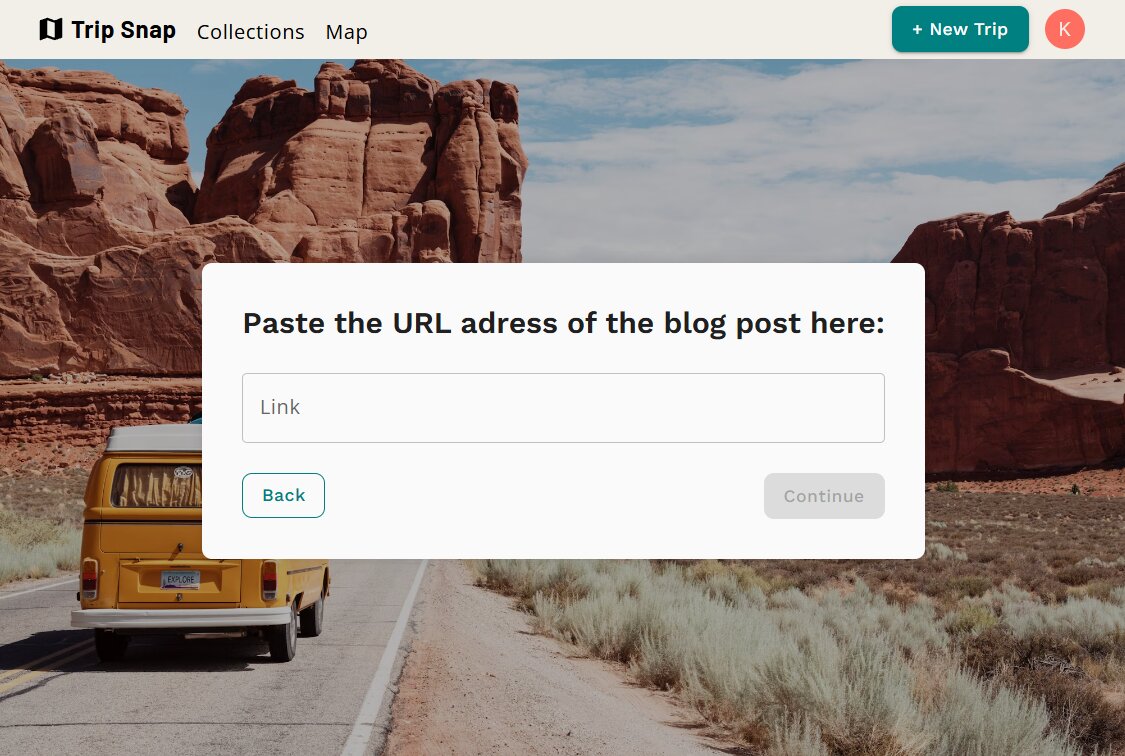 Trip Snap Collections Map + New Trip K
Paste the URL adress of the blog post here:
Link
Back Continue
EXPLORE